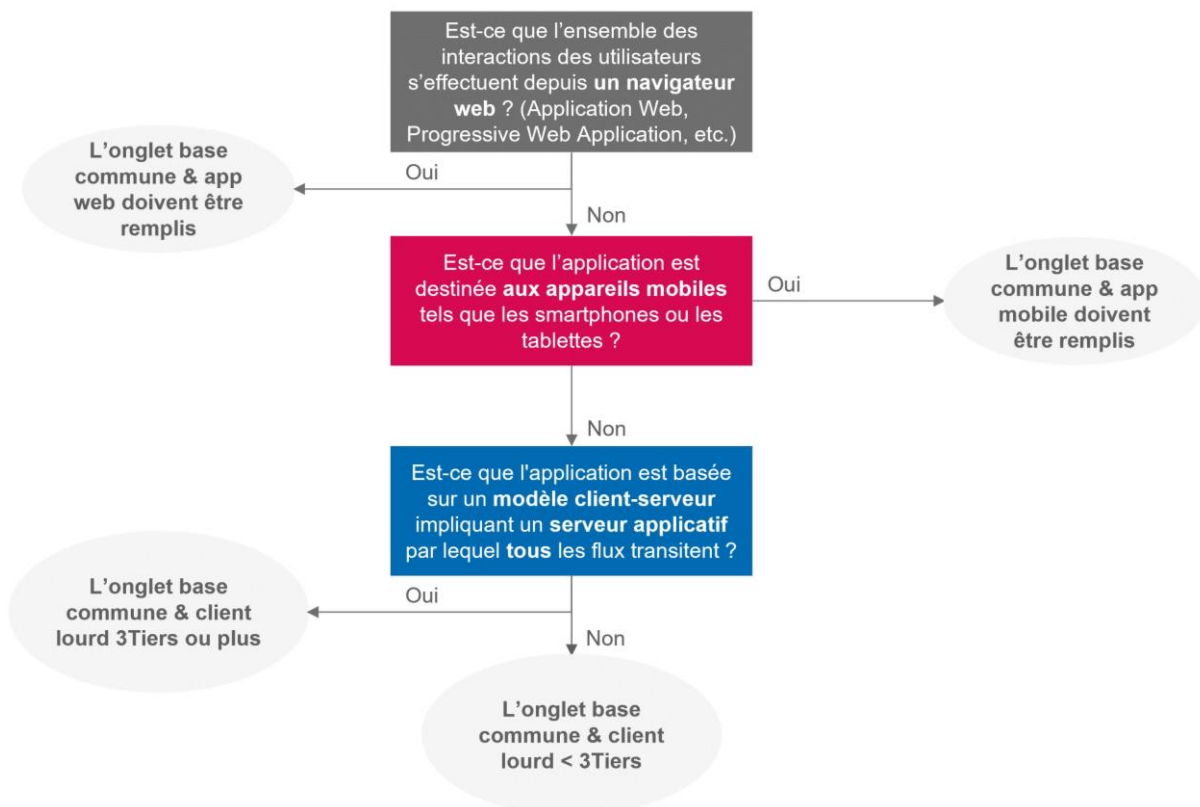 Est-ce que l’ensemble des
interactions des utilisateurs
s’effectuent depuis un navigateur
web ? (Application Web,
Progressive Web Application, etc.)
L’onglet base
commune & app
web doivent être
remplis
Oui
Non
Est-ce que l’application est
destinée aux appareils mobiles
tels que les smartphones ou les
tablettes ?
Oui
L’onglet base
commune & app
mobile doivent
être remplis
Non
Est-ce que l'application est basée
sur un modèle client-serveur
impliquant un serveur applicatif
par lequel tous les flux transitent ?
L’onglet base
commune & client
lourd 3Tiers ou plus
Oui
Non
L’onglet base
commune & client
lourd < 3Tiers